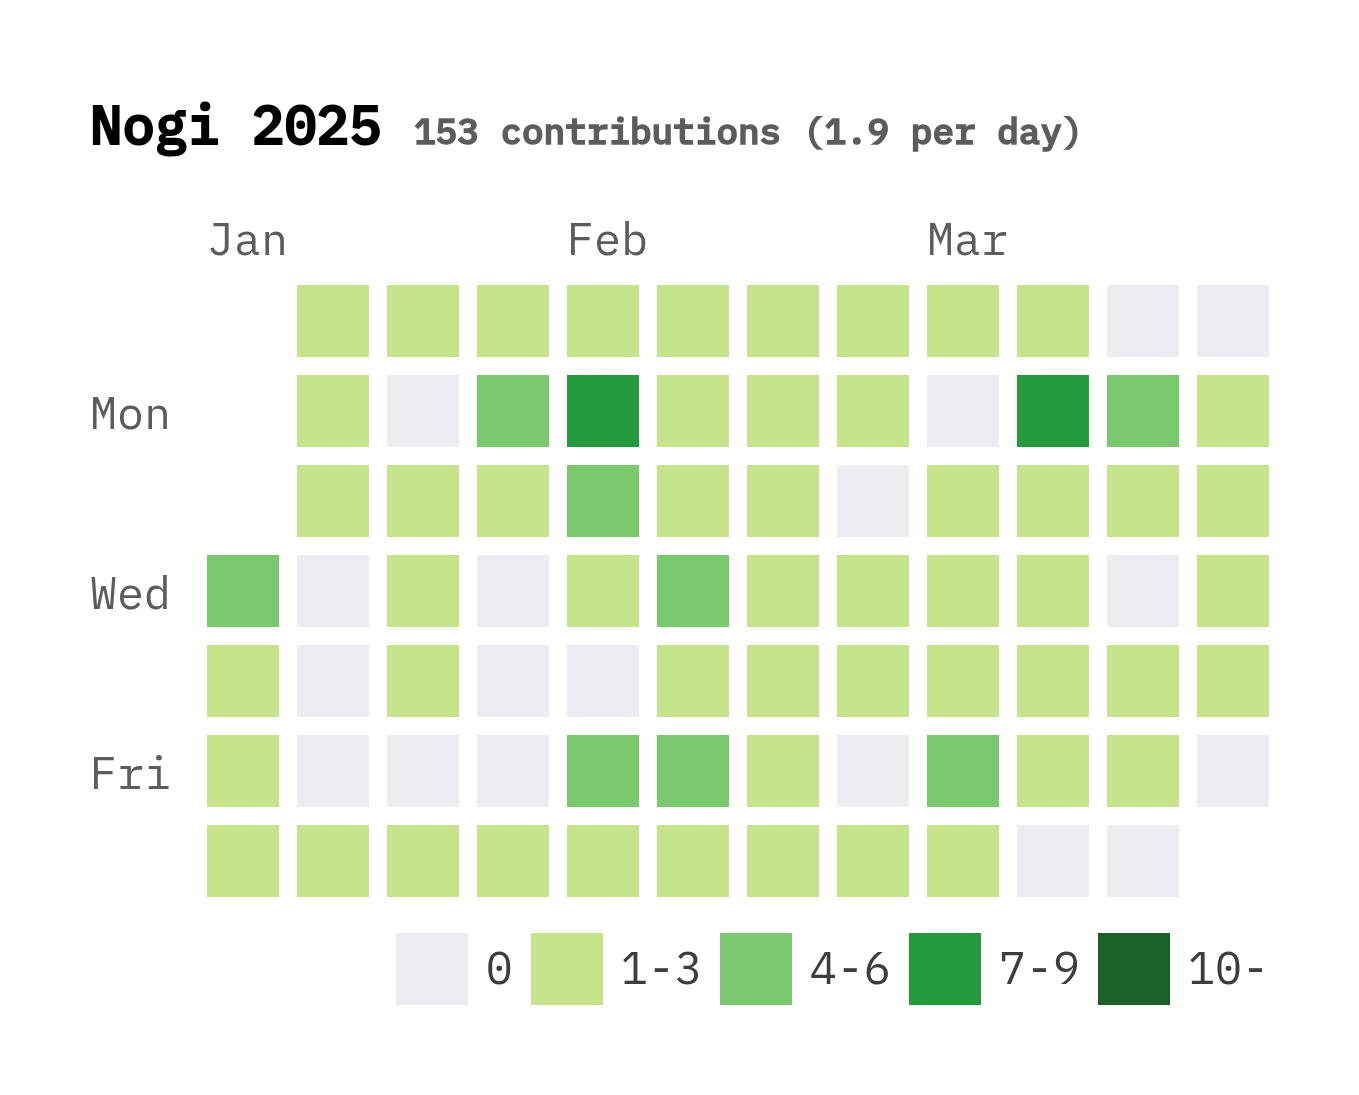 Nogi 2025 153 contributions (1.9 per day)
Jan Feb Mar
Mon
Wed
Fri
0 1-3 4-6 7-9 10-